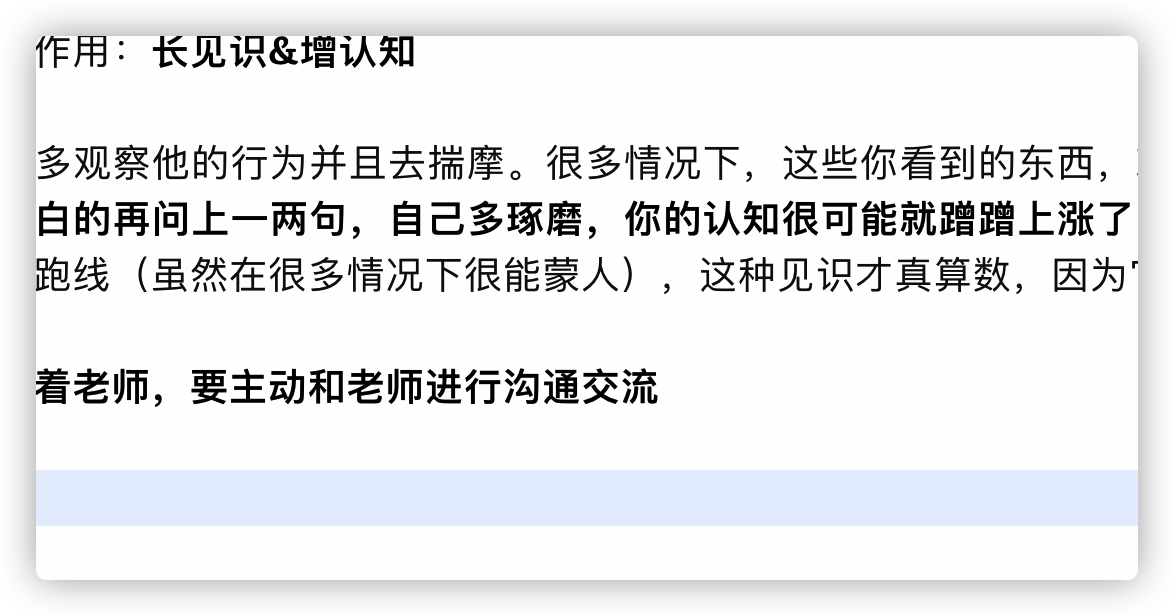 作用：长见识&增认知
多观察他的行为并且去揣摩。很多情况下，这些你看到的东西，
白的再问上一两句，自己多琢磨，你的认知很可能就蹭蹭上涨了
跑线（虽然在很多情况下很能蒙人），这种见识才真算数，因为
着老师，要主动和老师进行沟通交流